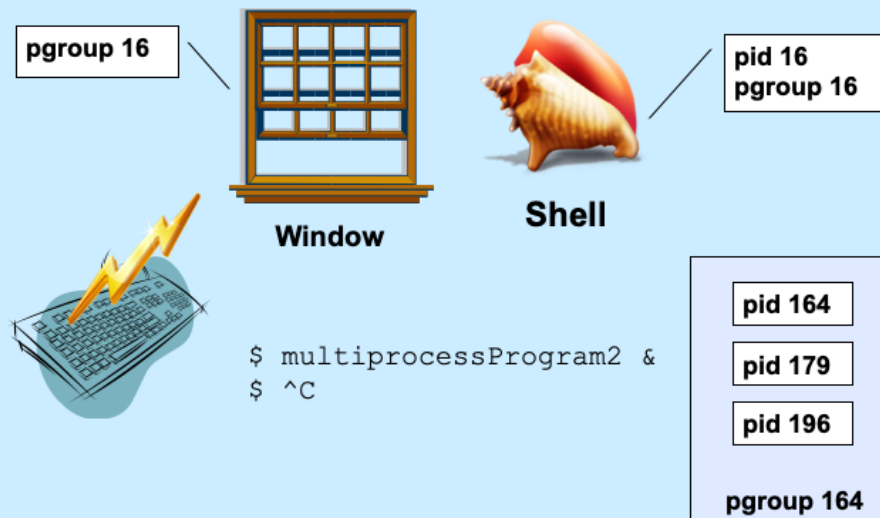 pgroup 16
pid 16
pgroup 16
Window
Shell
$ multiprocessProgram2 &
$ ^C
pid 164
pid 179
pid 196
pgroup 164